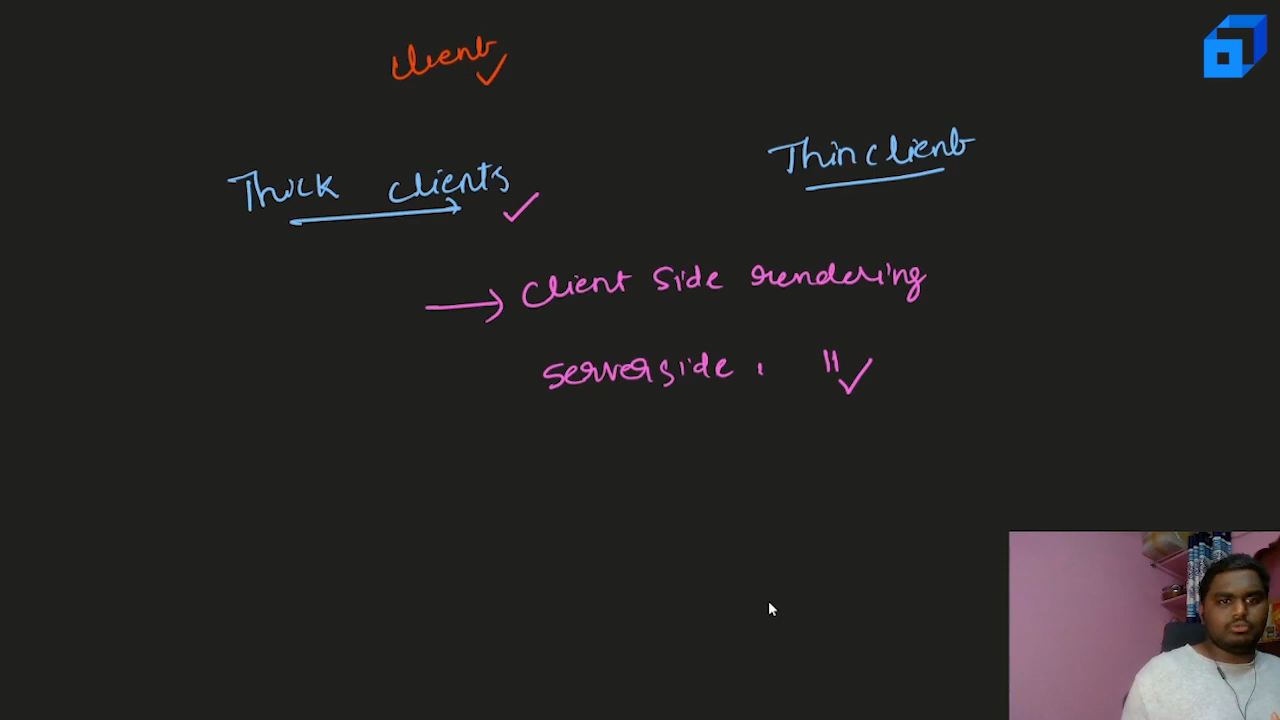 client
Thick clients
Thin client
client side rendering
serverside. "